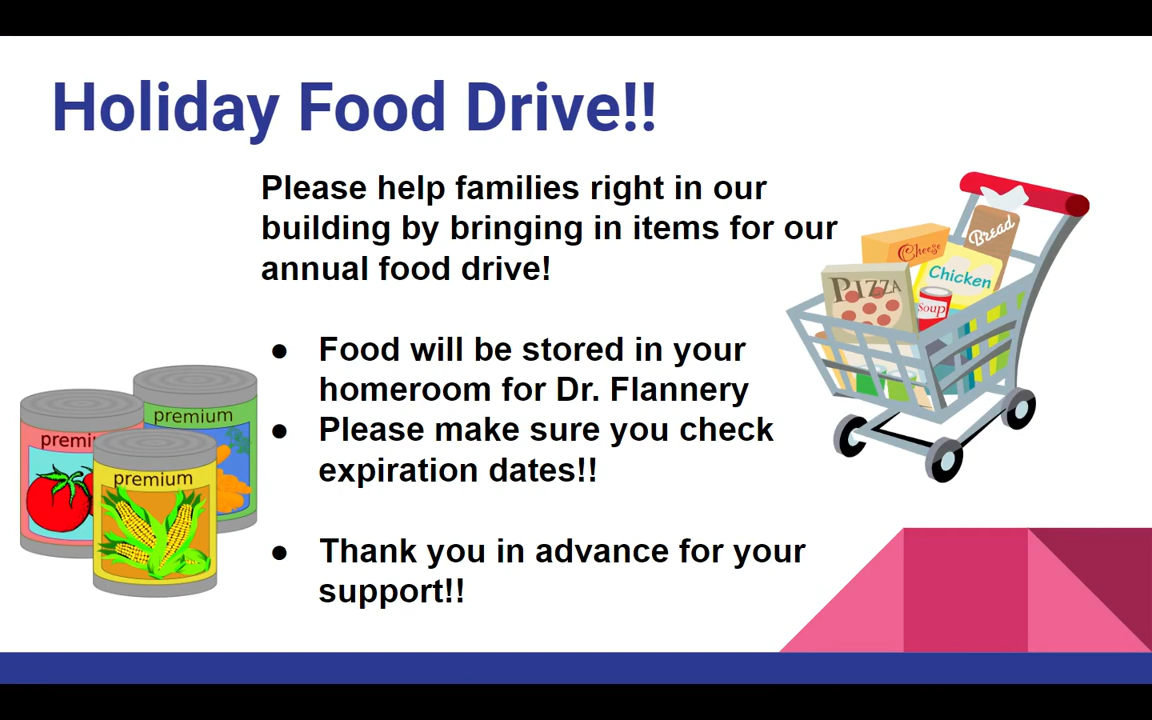 Holiday Food Drive!!
Please help families right in our
building by bringing in items for our
annual food drive!
● Food will be stored in your
homeroom for Dr. Flannery
● Please make sure you check
expiration dates!!
● Thank you in advance for your
support!!
premium
premiu
premium
Bread
Cheese
Chicken
PIZZA
Soup